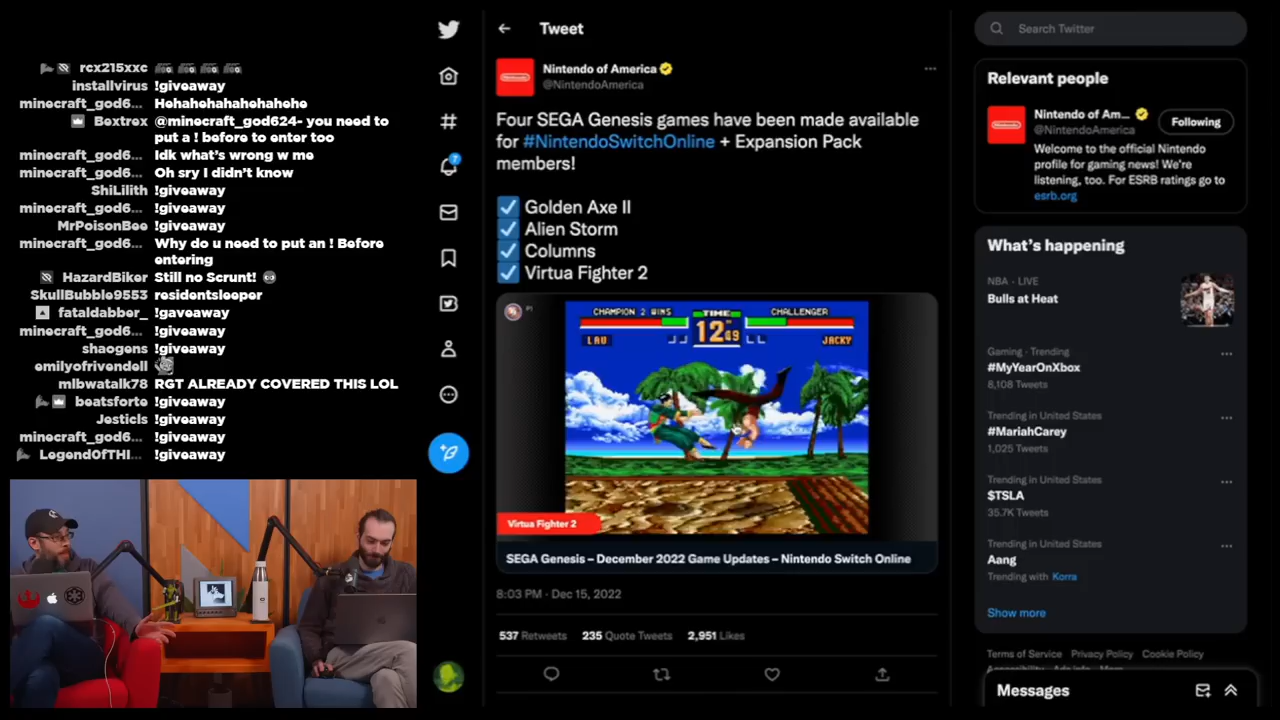 rcx215xxc
installvirus !giveaway
minecraft_god6... Hehahehahahehahehe
Bextrex @minecraft_god624- you need to
put a ! before to enter too
minecraft_god6... Idk what's wrong w me
minecraft_god6... Oh sry I didn't know
ShiLilith !giveaway
minecraft_god6... !giveaway
MrPoisonBee !giveaway
minecraft_god6... Why do u need to put an ! Before
entering
HazardBiker Still no Scrunt!
SkullBubble9553 residentsleeper
fataldabber_ !gaveaway
minecraft_god6... !giveaway
shaogens !giveaway
emilyofrivendell
mlbwatalk78 RGT ALREADY COVERED THIS LOL
beatsforte !giveaway
Jesticls !giveaway
minecraft_god6... !giveaway
LegendOfTHI... !giveaway
Tweet
Nintendo of America
@NintendoAmerica
Four SEGA Genesis games have been made available
for #NintendoSwitchOnline + Expansion Pack
members!
Golden Axe II
Alien Storm
Columns
Virtua Fighter 2
P1
CHAMPION 2 WINS TIME CHALLENGER
12"49
LAU JACKY
Virtua Fighter 2
SEGA Genesis – December 2022 Game Updates – Nintendo Switch Online
8:03 PM · Dec 15, 2022
537 Retweets 235 Quote Tweets 2,951 Likes
Search Twitter
Relevant people
Nintendo of Am...
@NintendoAmerica
Following
Welcome to the official Nintendo
profile for gaming news! We're
listening, too. For ESRB ratings go to
esrb.org
What's happening
NBA · LIVE
Bulls at Heat
Gaming · Trending
#MyYearOnXbox
8,108 Tweets
Trending in United States
#MariahCarey
1,025 Tweets
Trending in United States
$TSLA
35.7K Tweets
Trending in United States
Aang
Trending with Korra
Show more
Terms of Service Privacy Policy Cookie Policy
Messages